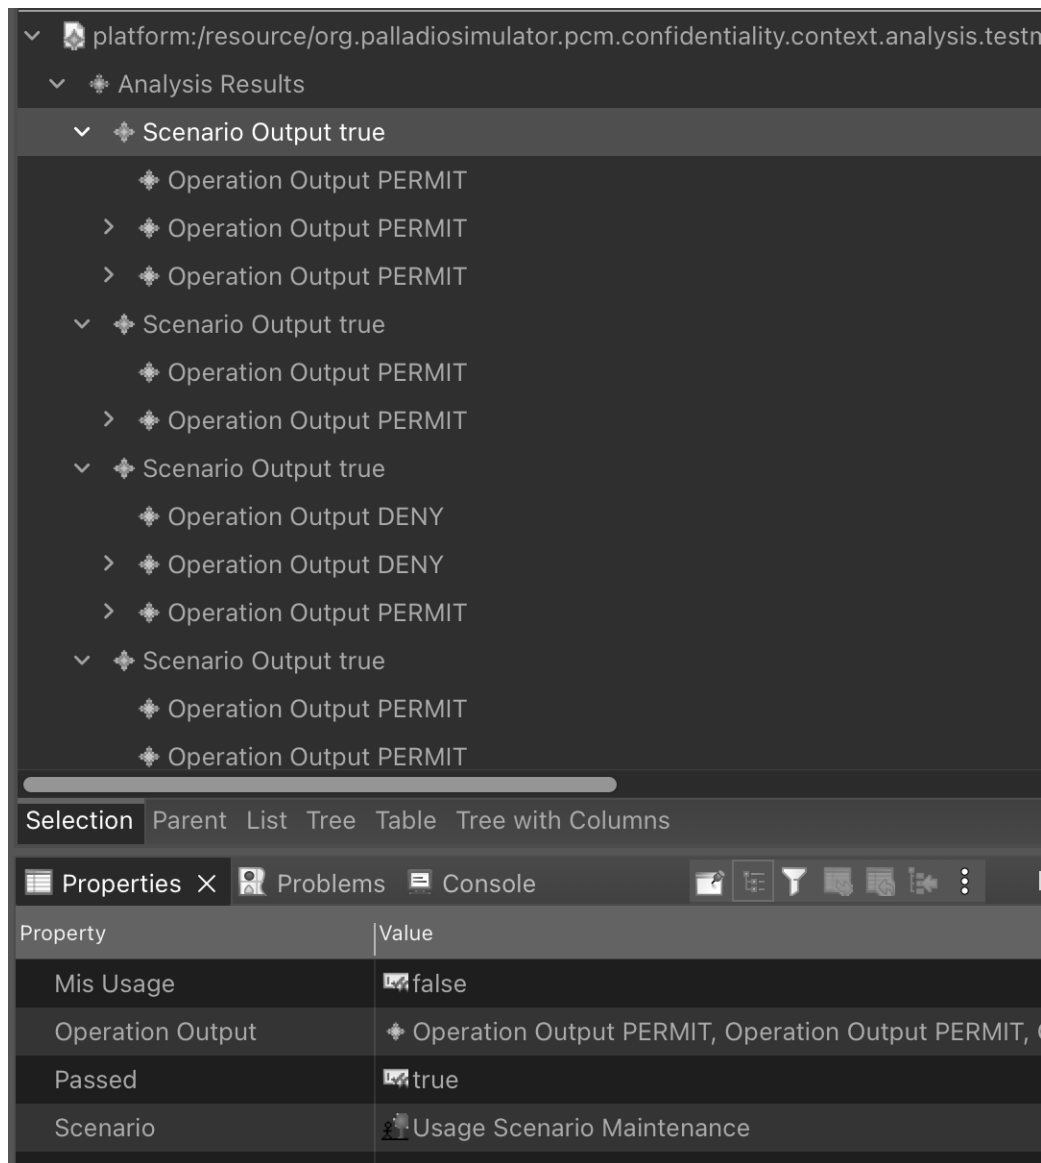 platform:/resource/org.palladiosimulator.pcm.confidentiality.context.analysis.testm
Analysis Results
Scenario Output true
Operation Output PERMIT
Operation Output PERMIT
Operation Output PERMIT
Scenario Output true
Operation Output PERMIT
Operation Output PERMIT
Scenario Output true
Operation Output DENY
Operation Output DENY
Operation Output PERMIT
Scenario Output true
Operation Output PERMIT
Operation Output PERMIT
Selection Parent List Tree Table Tree with Columns
Properties Problems Console
Property Value
Mis Usage false
Operation Output Operation Output PERMIT, Operation Output PERMIT,
Passed true
Scenario Usage Scenario Maintenance